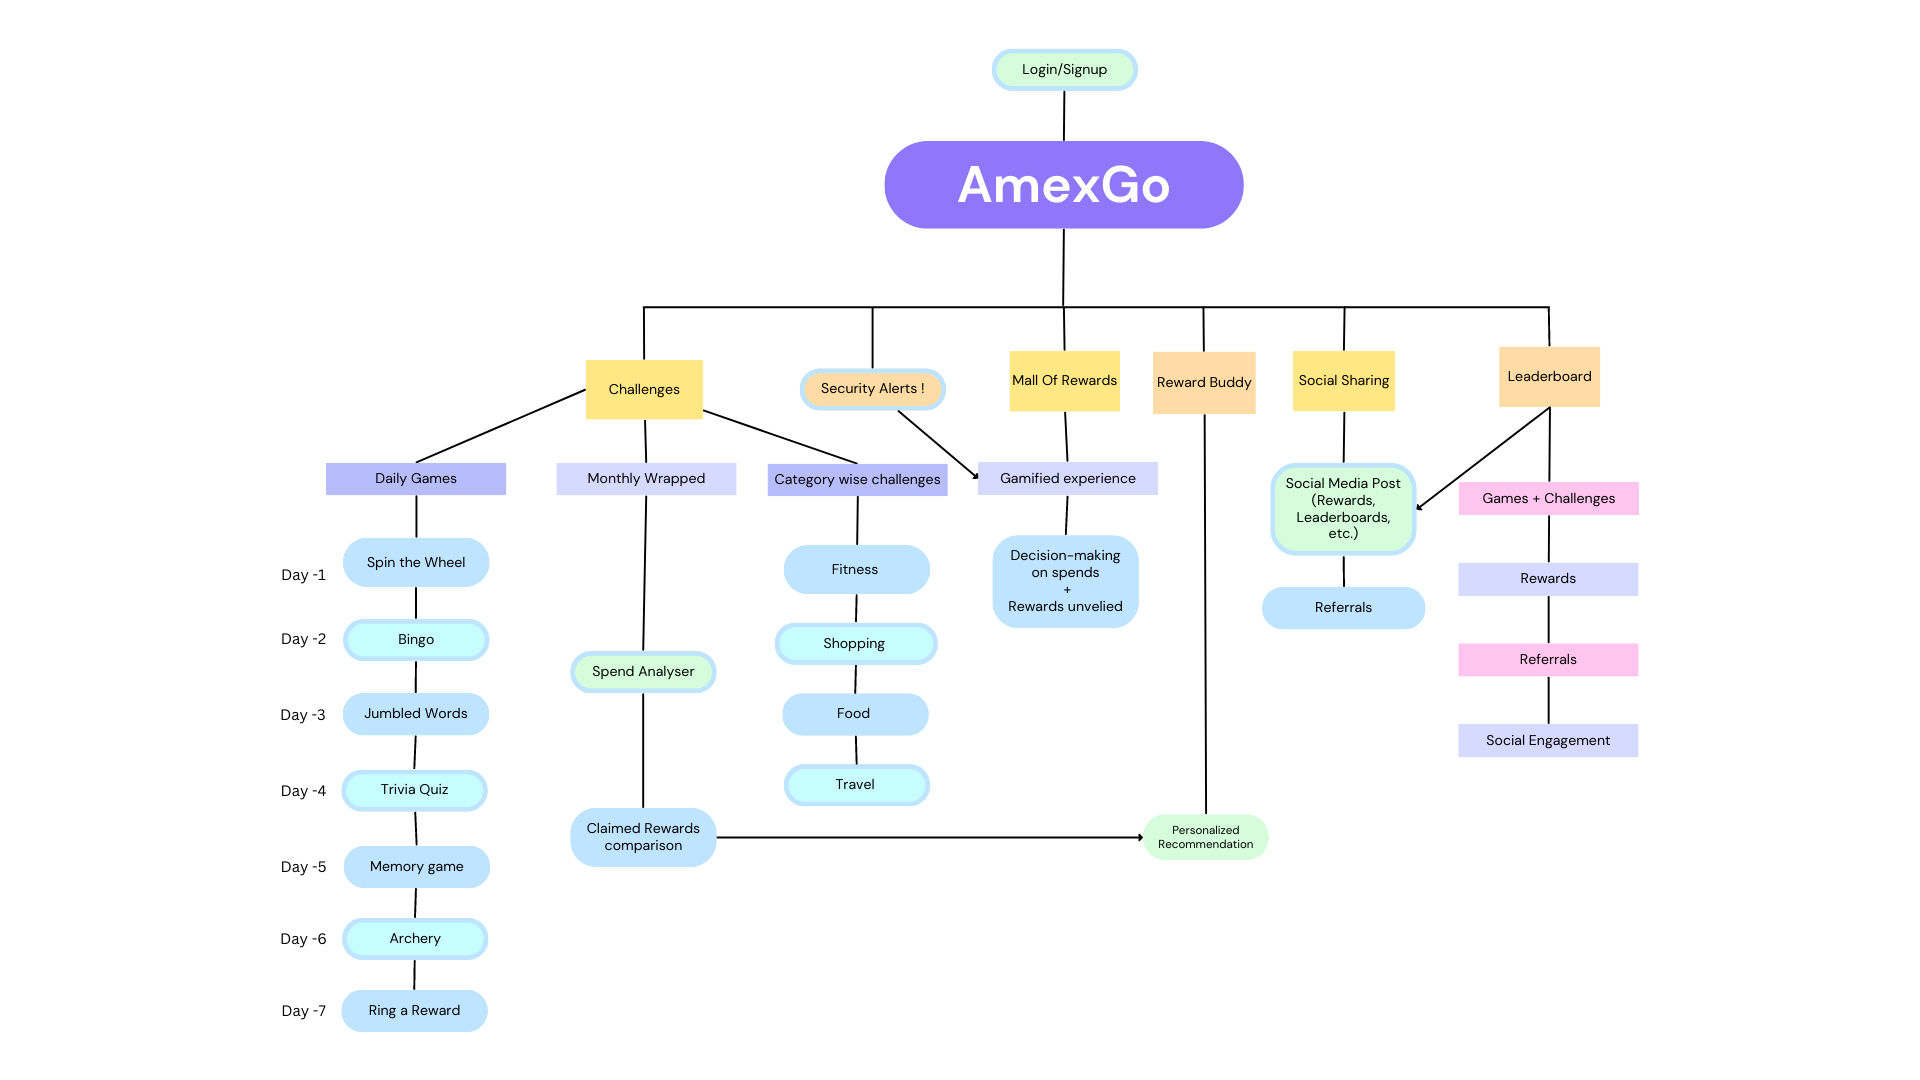 Login/Signup
AmexGo
Challenges
Security Alerts !
Mall Of Rewards
Reward Buddy
Social Sharing
Leaderboard
Daily Games
Monthly Wrapped
Category wise challenges
Gamified experience
Social Media Post
(Rewards,
Leaderboards,
etc.)
Games + Challenges
Day -1
Spin the Wheel
Fitness
Decision-making
on spends
+
Rewards unvelied
Referrals
Rewards
Day -2
Bingo
Shopping
Referrals
Spend Analyser
Day -3
Jumbled Words
Food
Social Engagement
Day -4
Trivia Quiz
Travel
Claimed Rewards
comparison
Personalized
Recommendation
Day -5
Memory game
Day -6
Archery
Day -7
Ring a Reward